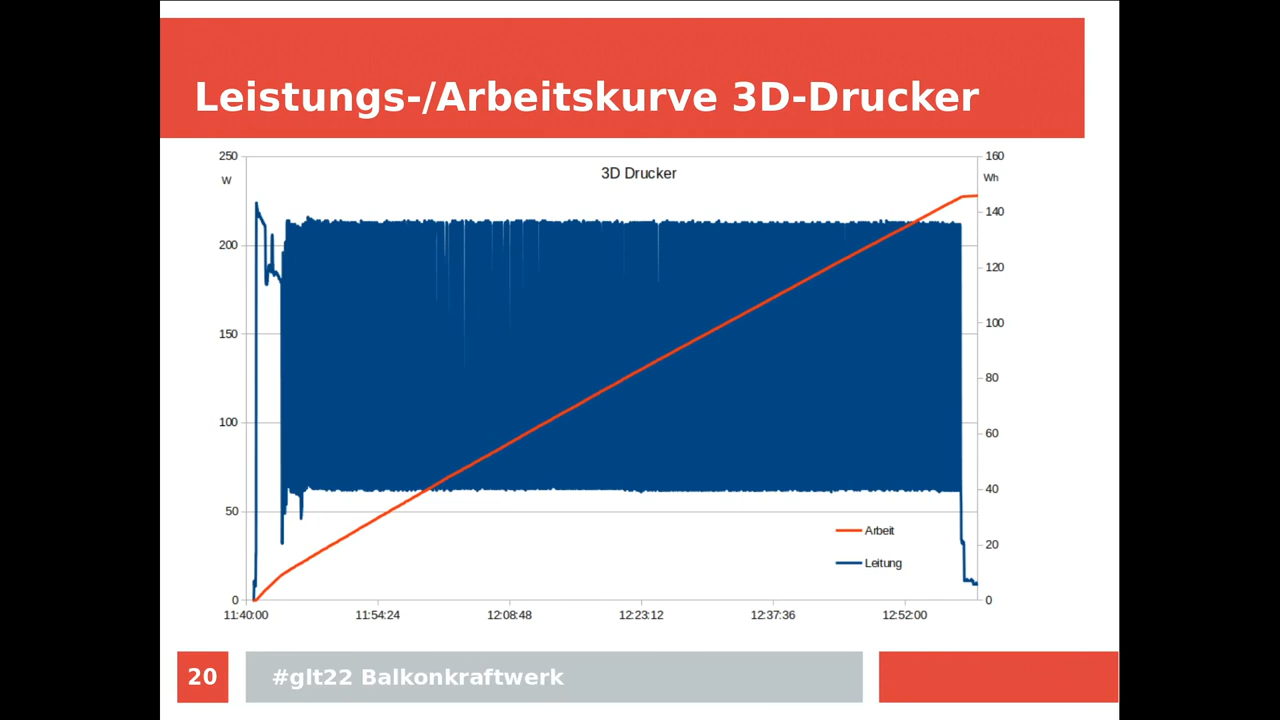 Leistungs-/Arbeitskurve 3D-Drucker
3D Drucker
250
W
200
150
100
50
0
160
Wh
140
120
100
80
60
40
20
0
Arbeit
Leitung
11:40:00 11:54:24 12:08:48 12:23:12 12:37:36 12:52:00
20 #glt22 Balkonkraftwerk